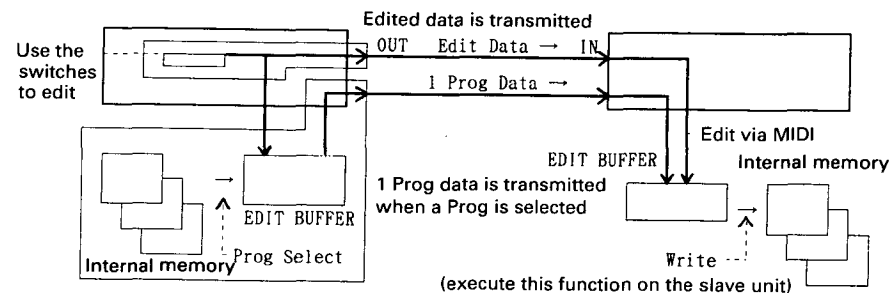 Edited data is transmitted
Use the
switches
to edit
OUT Edit Data → IN
1 Prog Data →
Edit via MIDI
EDIT BUFFER
Internal memory
1 Prog data is transmitted
when a Prog is selected
EDIT BUFFER
Internal memory
Prog Select
Write
(execute this function on the slave unit)